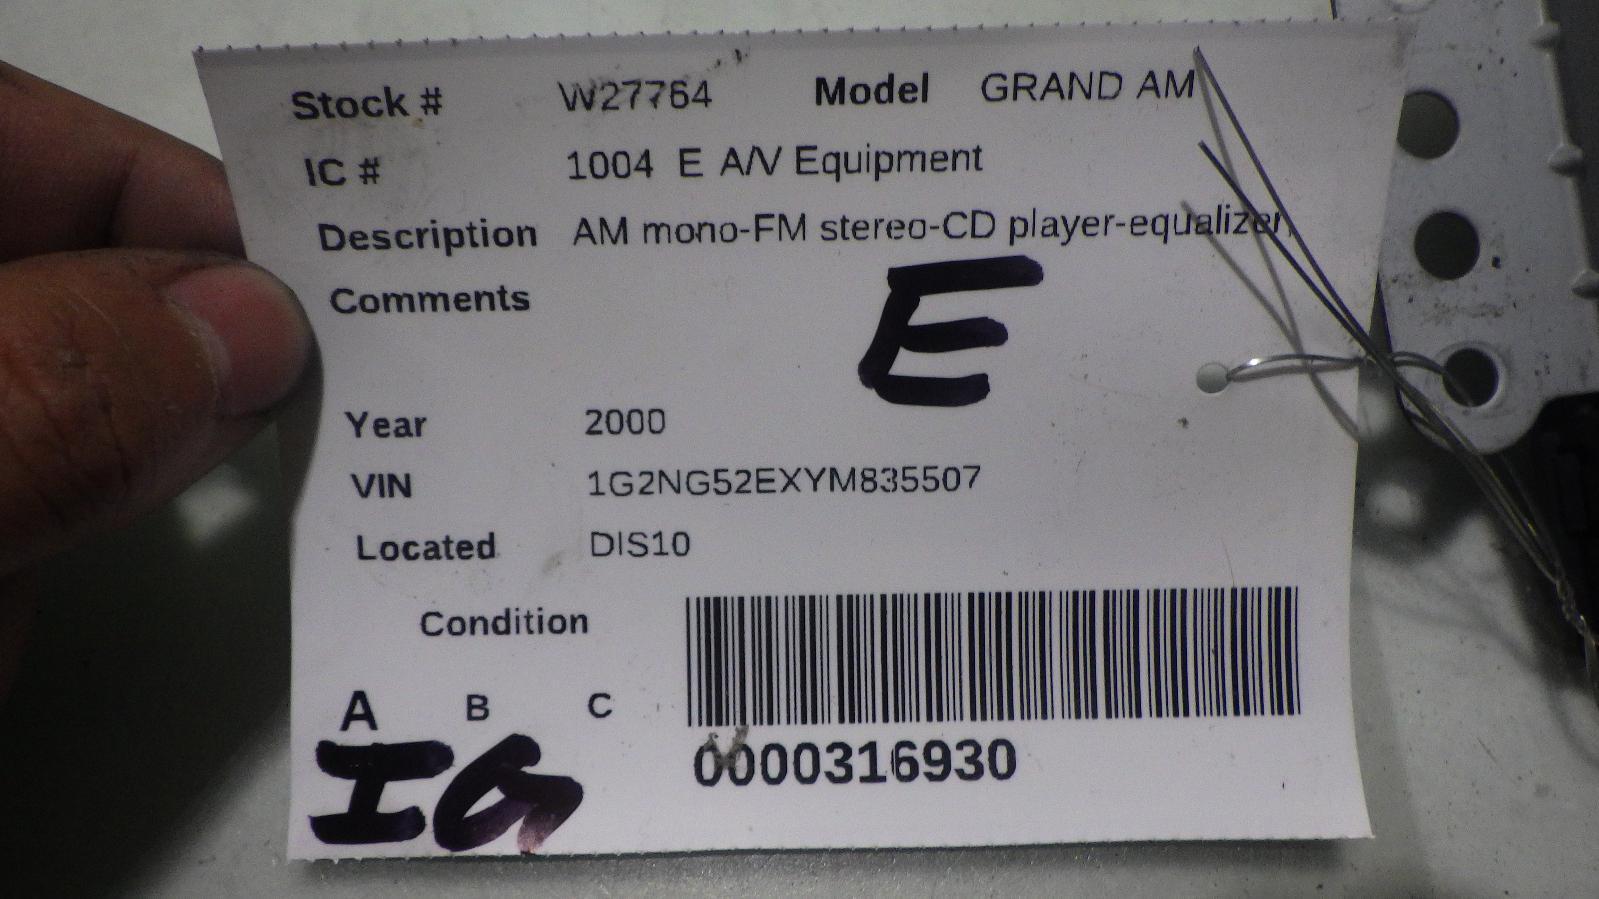 Stock # W27764 Model GRAND AM
IC # 1004 E A/V Equipment
Description AM mono-FM stereo-CD player-equalizer,
Comments
E
Year 2000
VIN 1G2NG52EXYM835507
Located DIS10
Condition
A B C
IG
0000316930